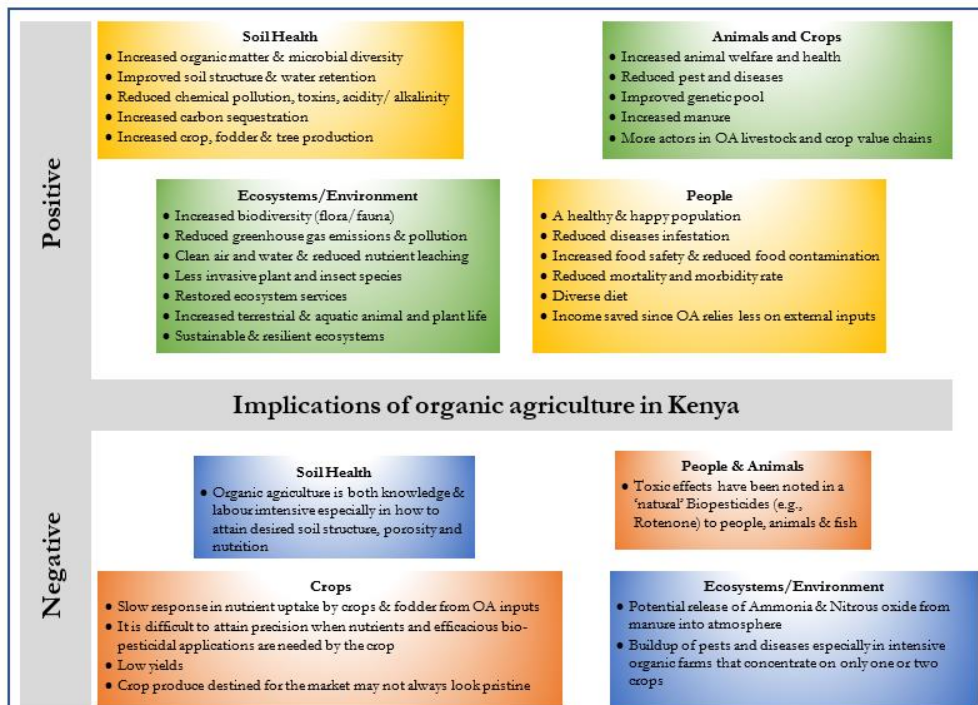 Positive
Soil Health
• Increased organic matter & microbial diversity
• Improved soil structure & water retention
• Reduced chemical pollution, toxins, acidity/ alkalinity
• Increased carbon sequestration
• Increased crop, fodder & tree production
Animals and Crops
• Increased animal welfare and health
• Reduced pest and diseases
• Improved genetic pool
• Increased manure
• More actors in OA livestock and crop value chains
Ecosystems/Environment
• Increased biodiversity (flora/fauna)
• Reduced greenhouse gas emissions & pollution
• Clean air and water & reduced nutrient leaching
• Less invasive plant and insect species
• Restored ecosystem services
• Increased terrestrial & aquatic animal and plant life
• Sustainable & resilient ecosystems
People
• A healthy & happy population
• Reduced diseases infestation
• Increased food safety & reduced food contamination
• Reduced mortality and morbidity rate
• Diverse diet
• Income saved since OA relies less on external inputs
Implications of organic agriculture in Kenya
Negative
Soil Health
• Organic agriculture is both knowledge &
labour intensive especially in how to
attain desired soil structure, porosity and
nutrition
People & Animals
• Toxic effects have been noted in a
‘natural’ Biopesticides (e.g.,
Rotenone) to people, animals & fish
Crops
• Slow response in nutrient uptake by crops & fodder from OA inputs
• It is difficult to attain precision when nutrients and efficacious bio-
pesticidal applications are needed by the crop
• Low yields
• Crop produce destined for the market may not always look pristine
Ecosystems/Environment
• Potential release of Ammonia & Nitrous oxide from
manure into atmosphere
• Buildup of pests and diseases especially in intensive
organic farms that concentrate on only one or two
crops